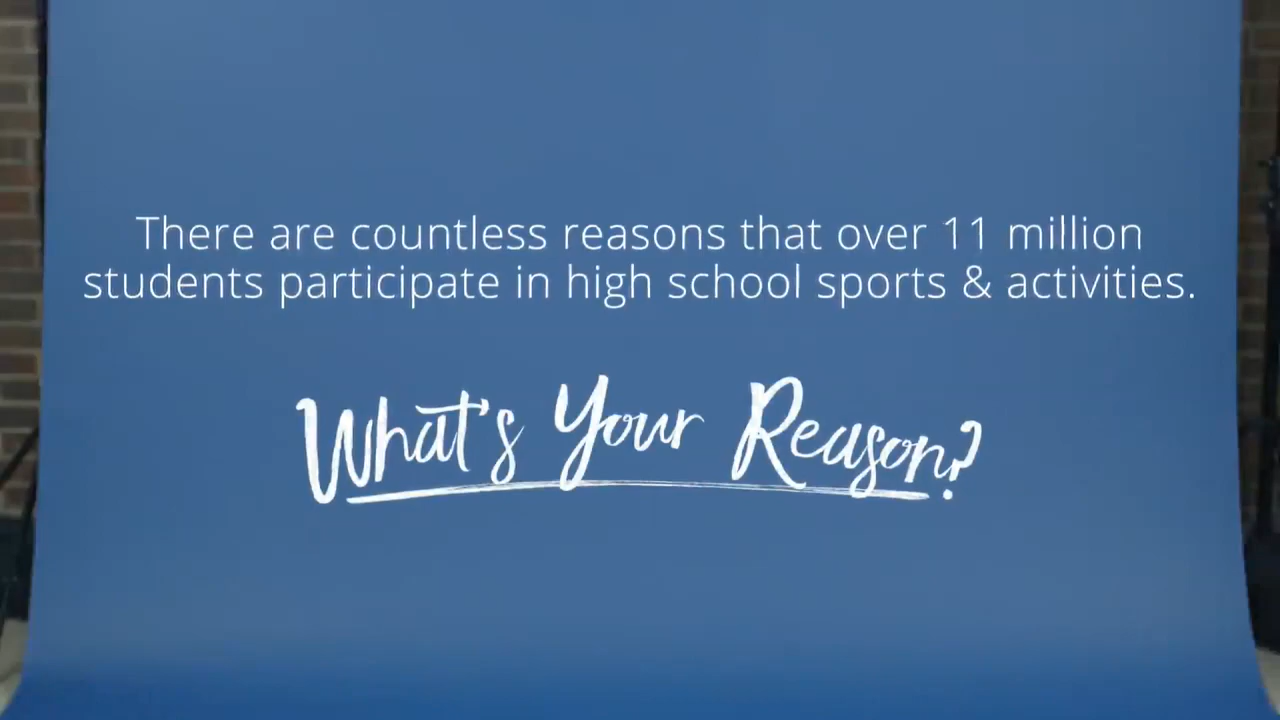 There are countless reasons that over 11 million
students participate in high school sports & activities.
What's Your Reason?